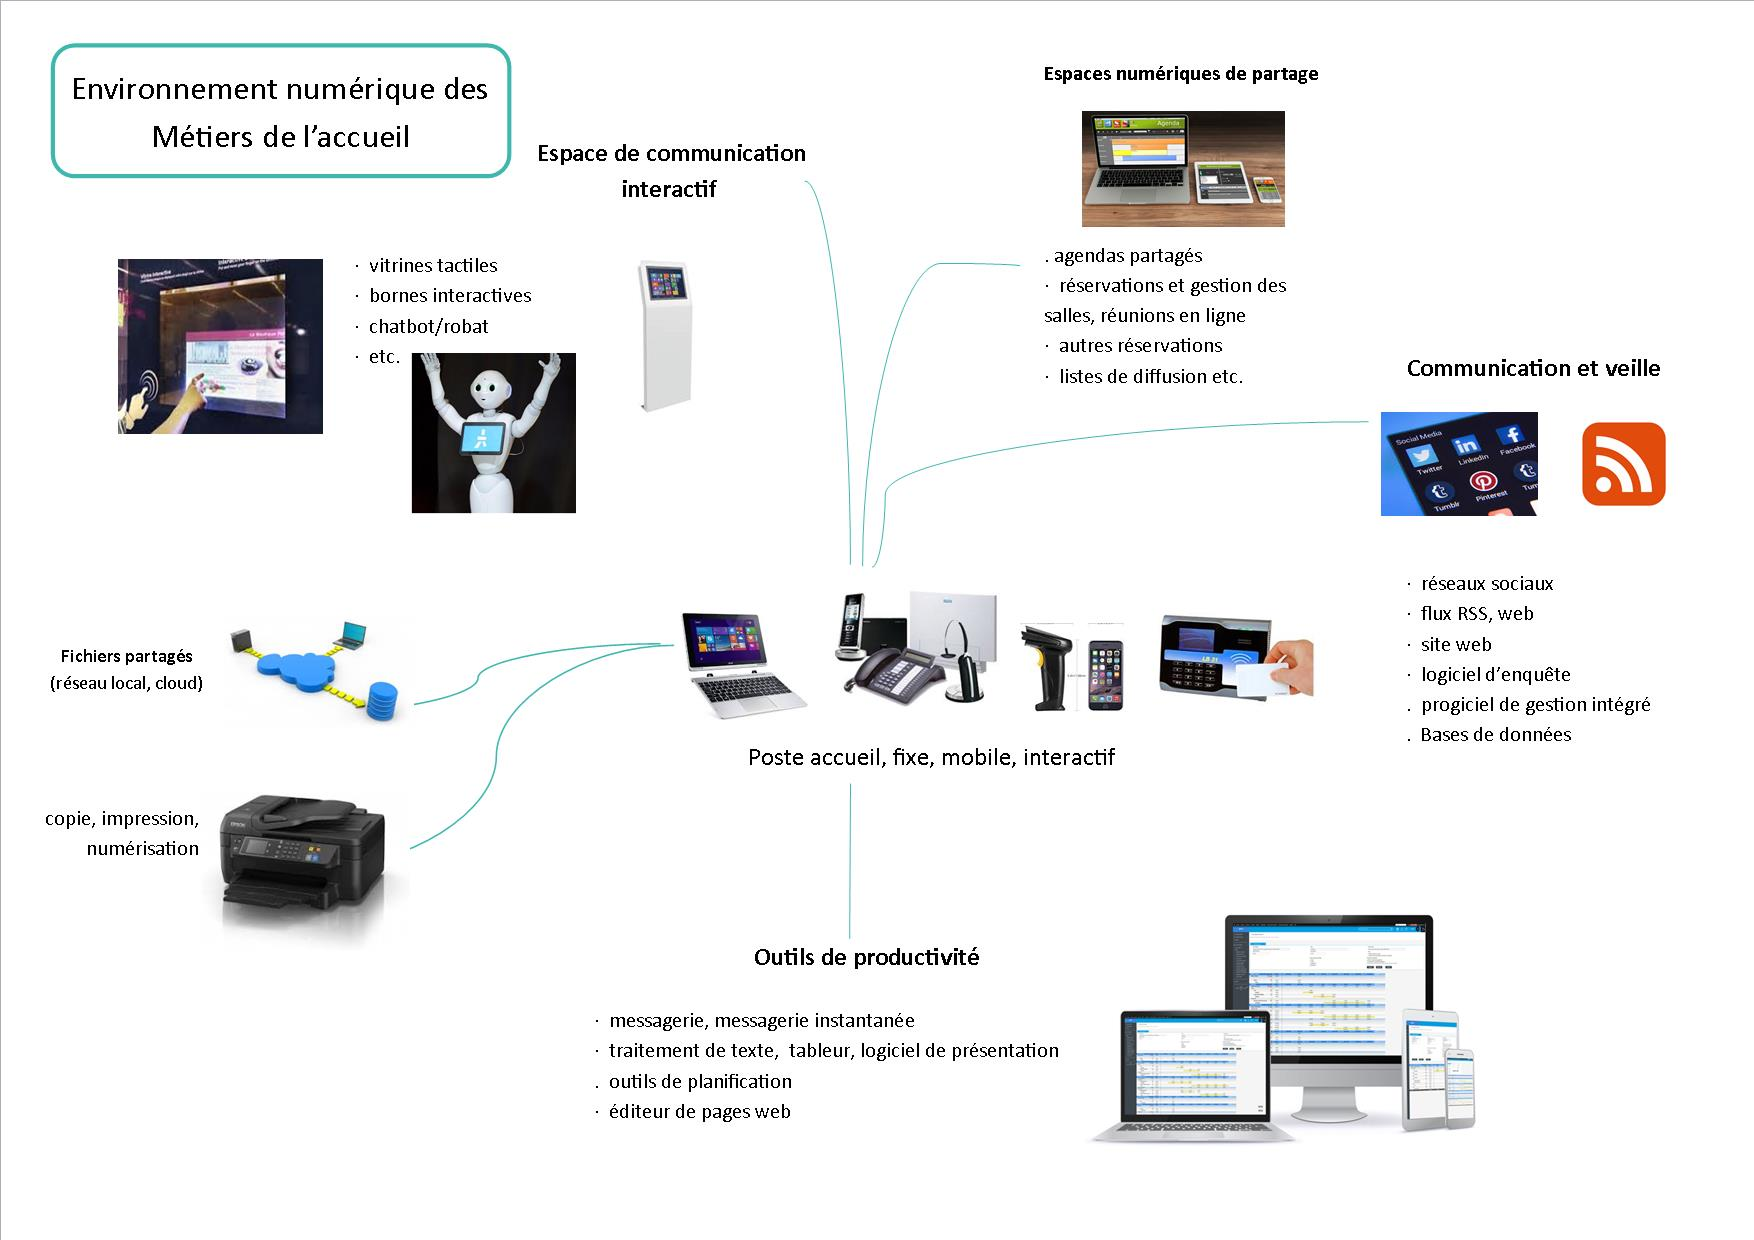 Environnement numérique des
Métiers de l'accueil
Espace de communication
interactif
· vitrines tactiles
· bornes interactives
· chatbot/robat
· etc.
Espaces numériques de partage
Agenda
. agendas partagés
· réservations et gestion des
salles, réunions en ligne
· autres réservations
· listes de diffusion etc.
Communication et veille
Social Media
Twitter
LinkedIn
Facebook
Tumblr
Pinterest
· réseaux sociaux
· flux RSS, web
· site web
· logiciel d'enquête
. progiciel de gestion intégré
. Bases de données
Fichiers partagés
(réseau local, cloud)
Poste accueil, fixe, mobile, interactif
copie, impression,
numérisation
EPSON
Outils de productivité
· messagerie, messagerie instantanée
· traitement de texte, tableur, logiciel de présentation
. outils de planification
· éditeur de pages web